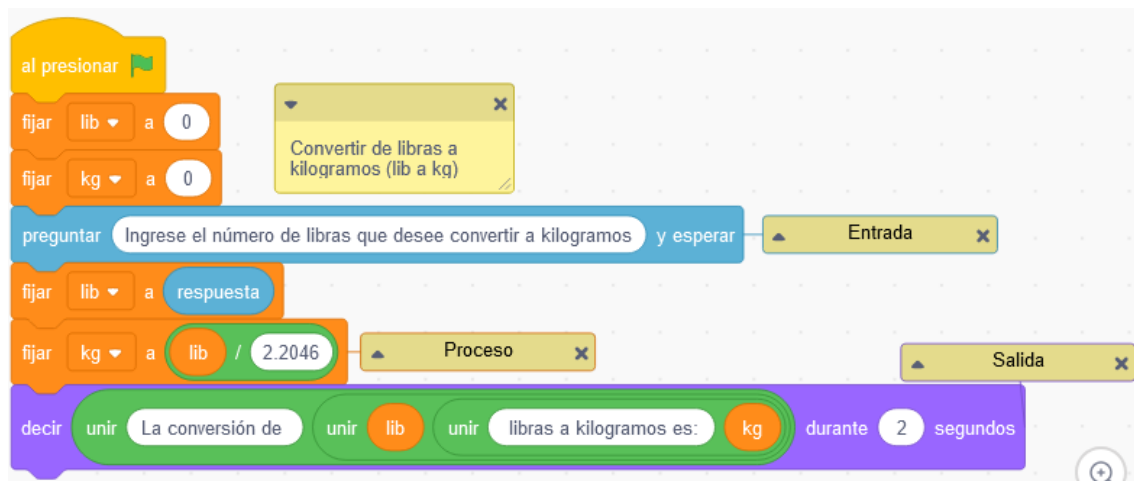 al presionar
fijar lib a 0
Convertir de libras a
kilogramos (lib a kg)
fijar kg a 0
preguntar Ingrese el número de libras que desee convertir a kilogramos y esperar
Entrada
fijar lib a respuesta
fijar kg a lib / 2.2046
Proceso
Salida
decir unir La conversión de unir lib unir libras a kilogramos es: kg durante 2 segundos